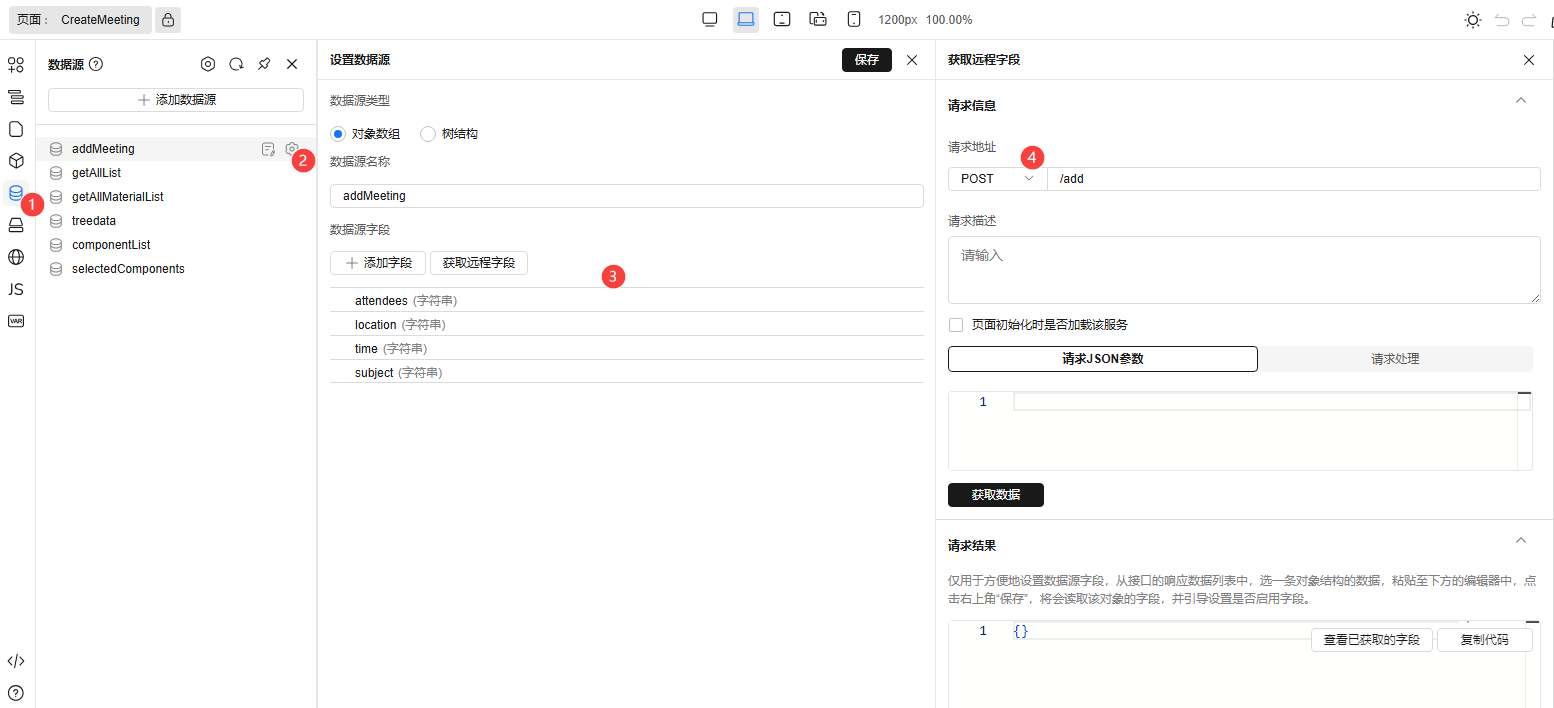 页面： CreateMeeting
1200px 100.00%
数据源
添加数据源
addMeeting
2
getAllList
getAllMaterialList
1
treedata
componentList
selectedComponents
JS
VAR
设置数据源
保存
数据源类型
对象数组
树结构
数据源名称
addMeeting
数据源字段
添加字段
获取远程字段
3
attendees (字符串)
location (字符串)
time (字符串)
subject (字符串)
获取远程字段
请求信息
请求地址
4
POST
/add
请求描述
请输入
页面初始化时是否加载该服务
请求JSON参数
请求处理
1
获取数据
请求结果
仅用于方便地设置数据源字段，从接口的响应数据列表中，选一条对象结构的数据，粘贴至下方的编辑器中，点
击右上角“保存”，将会读取该对象的字段，并引导设置是否启用字段。
1 {}
查看已获取的字段
复制代码